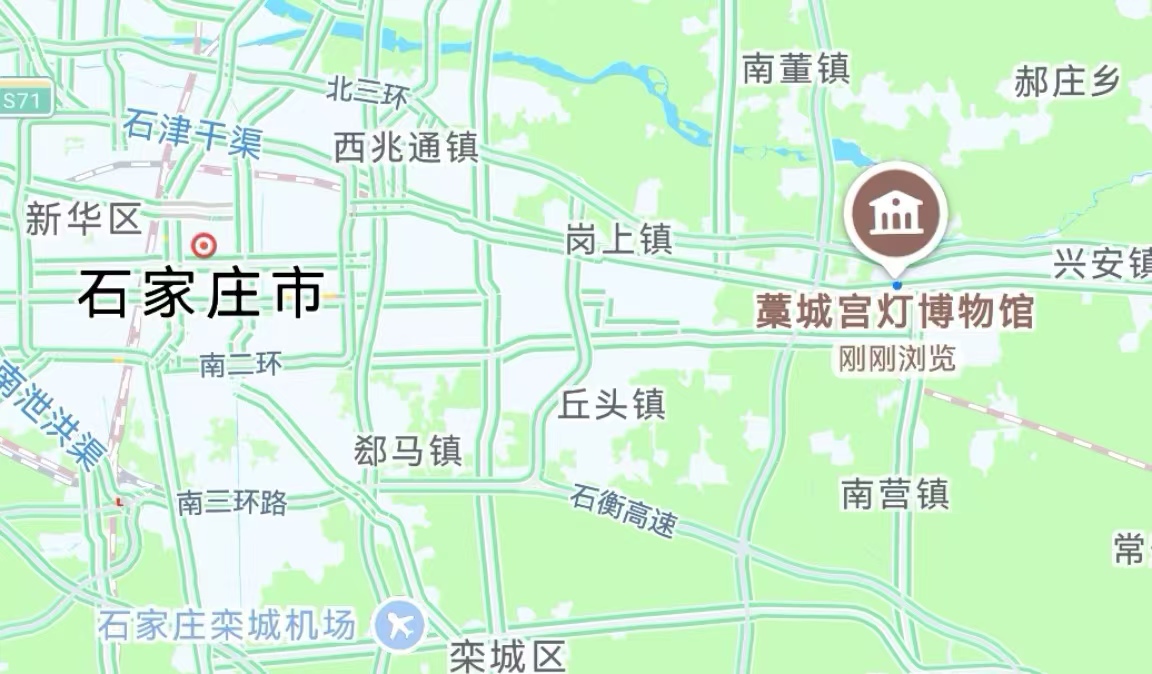 南董镇
郝庄乡
北三环
S71
石津干渠
西兆通镇
新华区
岗上镇
兴安镇
石家庄市
藁城宫灯博物馆
刚刚浏览
南二环
南泄洪渠
丘头镇
郄马镇
南三环路
石衡高速
南营镇
常
石家庄栾城机场
栾城区